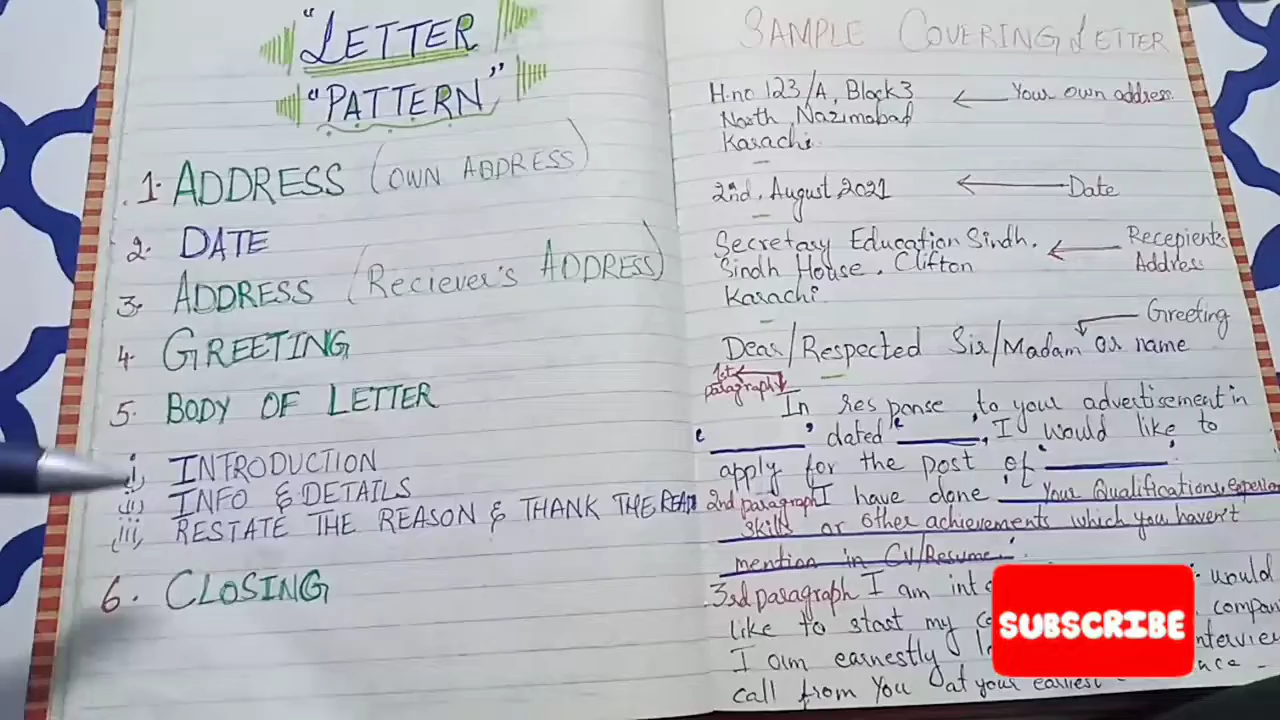 "LETTER
"PATTERN"
1. ADDRESS (OWN ADDRESS)
2. DATE
3. ADDRESS (Reciever's ADDRESS)
4. GREETING
5. BODY OF LETTER
i) INTRODUCTION
(ii) INFO & DETAILS
(iii) RESTATE THE REASON & THANK THE READ
6. CLOSING
SAMPLE COVERING LETTER
H.no 123/A, Block 3 ← Your own address.
North Nazimabad
Karachi.
2nd, August, 2021 ← Date
Secretary Education Sindh. ← Recepients
Sindh House, Clifton Address
Karachi.
Greeting
Dear/Respected Sir/Madam or name
1st
paragraph
In response to your advertisement in
' ______ ' dated ' ______ ', I would like to
apply for the post of ' ______ '
2nd paragraph I have done ' Your Qualifications, experian
skills or other achievements which you haven't
mention in CV/Resume '.
3rd paragraph I am int would
like to start my compan
I am earnestly nterview
call from You at your earliest
SUBSCRIBE